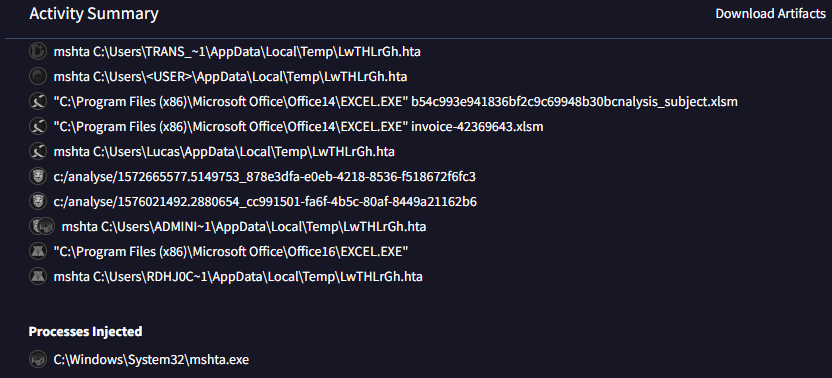 Activity Summary
Download Artifacts
mshta C:\Users\TRANS_~1\AppData\Local\Temp\LwTHLrGh.hta
mshta C:\Users\<USER>\AppData\Local\Temp\LwTHLrGh.hta
"C:\Program Files (x86)\Microsoft Office\Office14\EXCEL.EXE" b54c993e941836bf2c9c69948b30bcnalysis_subject.xlsm
"C:\Program Files (x86)\Microsoft Office\Office14\EXCEL.EXE" invoice-42369643.xlsm
mshta C:\Users\Lucas\AppData\Local\Temp\LwTHLrGh.hta
c:/analyse/1572665577.5149753_878e3dfa-e0eb-4218-8536-f518672f6fc3
c:/analyse/1576021492.2880654_cc991501-fa6f-4b5c-80af-8449a21162b6
mshta C:\Users\ADMINI~1\AppData\Local\Temp\LwTHLrGh.hta
"C:\Program Files (x86)\Microsoft Office\Office16\EXCEL.EXE"
mshta C:\Users\RDHJ0C~1\AppData\Local\Temp\LwTHLrGh.hta
Processes Injected
C:\Windows\System32\mshta.exe